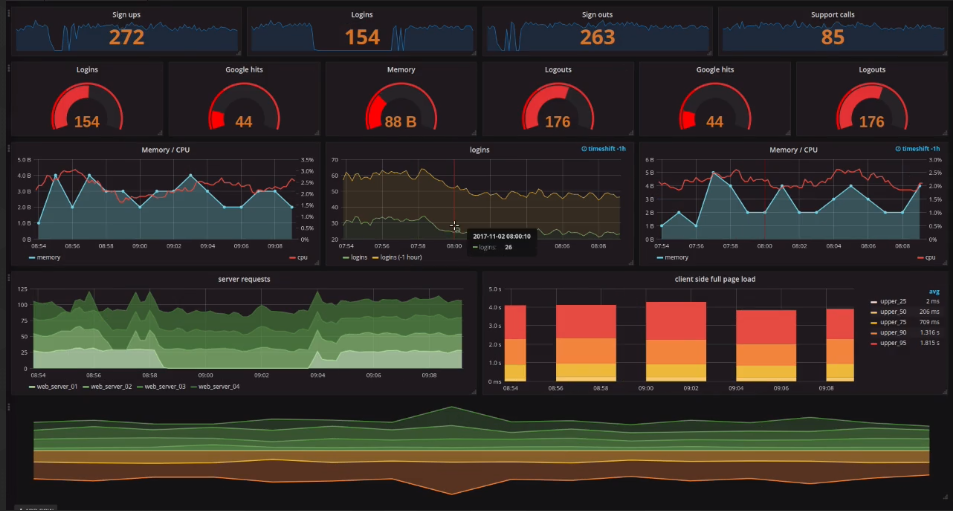 Sign ups
272
Logins
154
Sign outs
263
Support calls
85
Logins
154
Google hits
44
Memory
88 B
Logouts
176
Google hits
44
Logouts
176
Memory / CPU
5.0 B
4.0 B
3.0 B
2.0 B
1.0 B
0 B
3.5%
3.0%
2.5%
2.0%
1.5%
1.0%
0.5%
0%
08:54 08:56 08:58 09:00 09:02 09:04 09:06 09:08
memory cpu
logins
timeshift -1h
70
60
50
40
30
20
07:54 07:56 07:58 08:00 08:06 08:08
2017-11-02 08:00:10
logins 26
logins logins (-1 hour)
Memory / CPU
timeshift -1h
6 B
5 B
4 B
3 B
2 B
1 B
0 B
3.0%
2.5%
2.0%
1.5%
1.0%
0.5%
0%
07:54 07:56 07:58 08:00 08:02 08:04 08:06 08:08
memory cpu
server requests
125
100
75
50
25
0
08:54 08:56 08:58 09:00 09:02 09:04 09:06 09:08
web_server_01 web_server_02 web_server_03 web_server_04
client side full page load
5.0 s
4.0 s
3.0 s
2.0 s
1.0 s
0 ms
08:54 08:56 08:58 09:00 09:02 09:04 09:06 09:08
avg
upper_25 2 ms
upper_50 206 ms
upper_75 709 ms
upper_90 1.316 s
upper_95 1.815 s